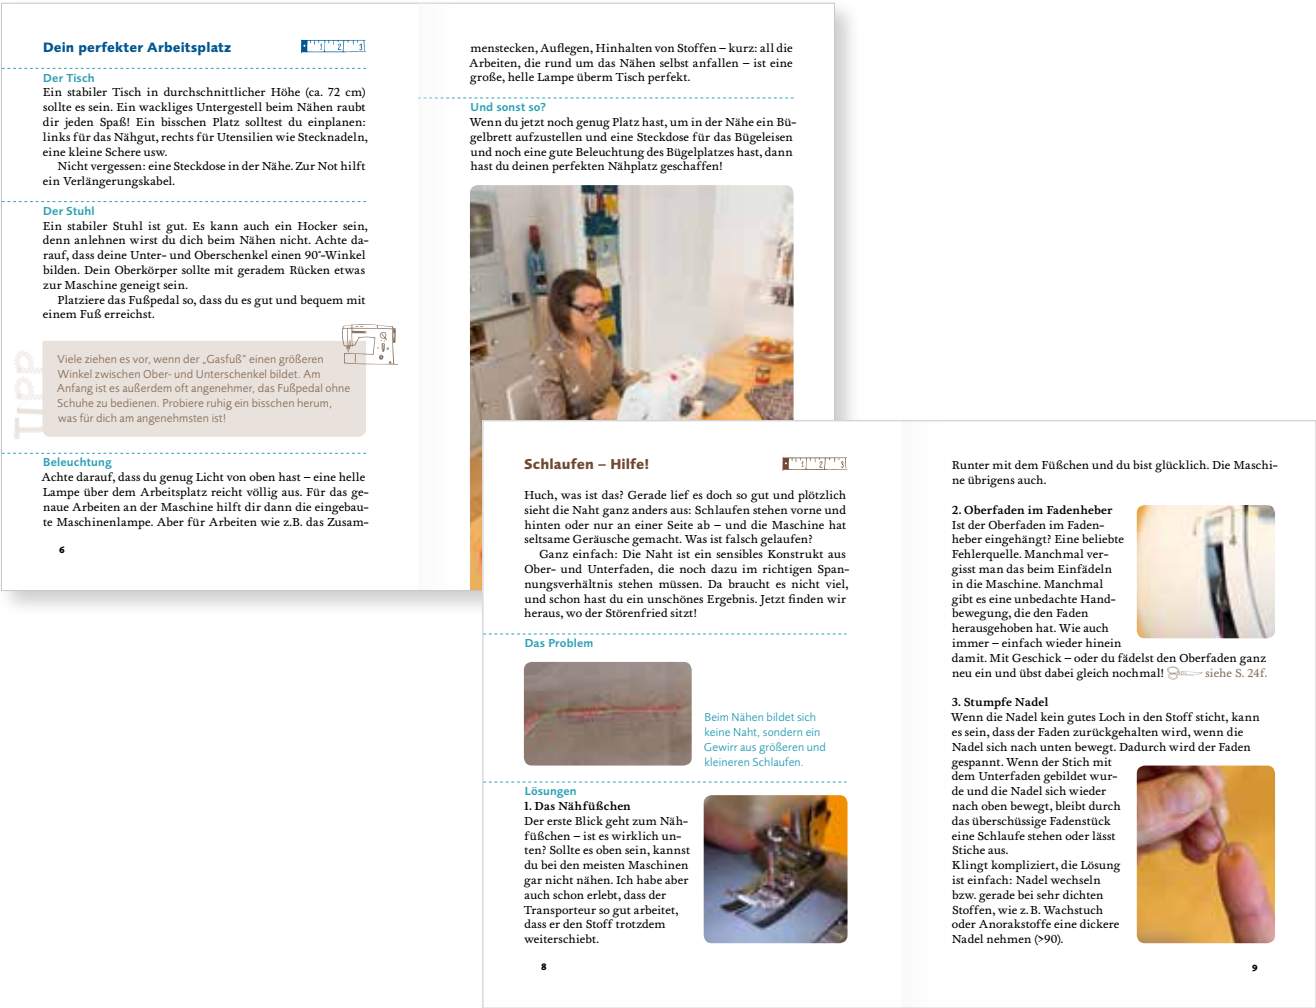 Dein perfekter Arbeitsplatz
1 2 3
Der Tisch
Ein stabiler Tisch in durchschnittlicher Höhe (ca. 72 cm)
sollte es sein. Ein wackliges Untergestell beim Nähen raubt
dir jeden Spaß! Ein bisschen Platz solltest du einplanen:
links für das Nähgut, rechts für Utensilien wie Stecknadeln,
eine kleine Schere usw.
Nicht vergessen: eine Steckdose in der Nähe. Zur Not hilft
ein Verlängerungskabel.
Der Stuhl
Ein stabiler Stuhl ist gut. Es kann auch ein Hocker sein,
denn anlehnen wirst du dich beim Nähen nicht. Achte da-
rauf, dass deine Unter- und Oberschenkel einen 90°-Winkel
bilden. Dein Oberkörper sollte mit geradem Rücken etwas
zur Maschine geneigt sein.
Platziere das Fußpedal so, dass du es gut und bequem mit
einem Fuß erreichst.
Tipp
Viele ziehen es vor, wenn der „Gasfuß“ einen größeren
Winkel zwischen Ober- und Unterschenkel bildet. Am
Anfang ist es außerdem oft angenehmer, das Fußpedal ohne
Schuhe zu bedienen. Probiere ruhig ein bisschen herum,
was für dich am angenehmsten ist!
Beleuchtung
Achte darauf, dass du genug Licht von oben hast – eine helle
Lampe über dem Arbeitsplatz reicht völlig aus. Für das ge-
naue Arbeiten an der Maschine hilft dir dann die eingebau-
te Maschinenlampe. Aber für Arbeiten wie z.B. das Zusam-
6
menstecken, Auflegen, Hinhalten von Stoffen – kurz: all die
Arbeiten, die rund um das Nähen selbst anfallen – ist eine
große, helle Lampe überm Tisch perfekt.
Und sonst so?
Wenn du jetzt noch genug Platz hast, um in der Nähe ein Bü-
gelbrett aufzustellen und eine Steckdose für das Bügeleisen
und noch eine gute Beleuchtung des Bügelplatzes hast, dann
hast du deinen perfekten Nähplatz geschaffen!
Schlaufen – Hilfe!
1 2 3
Huch, was ist das? Gerade lief es doch so gut und plötzlich
sieht die Naht ganz anders aus: Schlaufen stehen vorne und
hinten oder nur an einer Seite ab – und die Maschine hat
seltsame Geräusche gemacht. Was ist falsch gelaufen?
Ganz einfach: Die Naht ist ein sensibles Konstrukt aus
Ober- und Unterfaden, die noch dazu im richtigen Span-
nungsverhältnis stehen müssen. Da braucht es nicht viel,
und schon hast du ein unschönes Ergebnis. Jetzt finden wir
heraus, wo der Störenfried sitzt!
Das Problem
Beim Nähen bildet sich
keine Naht, sondern ein
Gewirr aus größeren und
kleineren Schlaufen.
Lösungen
1. Das Nähfüßchen
Der erste Blick geht zum Näh-
füßchen – ist es wirklich un-
ten? Sollte es oben sein, kannst
du bei den meisten Maschinen
gar nicht nähen. Ich habe aber
auch schon erlebt, dass der
Transporteur so gut arbeitet,
dass er den Stoff trotzdem
weiterschiebt.
8
Runter mit dem Füßchen und du bist glücklich. Die Maschi-
ne übrigens auch.
2. Oberfaden im Fadenheber
Ist der Oberfaden im Faden-
heber eingehängt? Eine beliebte
Fehlerquelle. Manchmal ver-
gisst man das beim Einfädeln
in die Maschine. Manchmal
gibt es eine unbedachte Hand-
bewegung, die den Faden
herausgehoben hat. Wie auch
immer – einfach wieder hinein
damit. Mit Geschick – oder du fädelst den Oberfaden ganz
neu ein und übst dabei gleich nochmal! siehe S. 24f.
3. Stumpfe Nadel
Wenn die Nadel kein gutes Loch in den Stoff sticht, kann
es sein, dass der Faden zurückgehalten wird, wenn die
Nadel sich nach unten bewegt. Dadurch wird der Faden
gespannt. Wenn der Stich mit
dem Unterfaden gebildet wur-
de und die Nadel sich wieder
nach oben bewegt, bleibt durch
das überschüssige Fadenstück
eine Schlaufe stehen oder lässt
Stiche aus.
Klingt kompliziert, die Lösung
ist einfach: Nadel wechseln
bzw. gerade bei sehr dichten
Stoffen, wie z. B. Wachstuch
oder Anorakstoffe eine dickere
Nadel nehmen (>90).
9